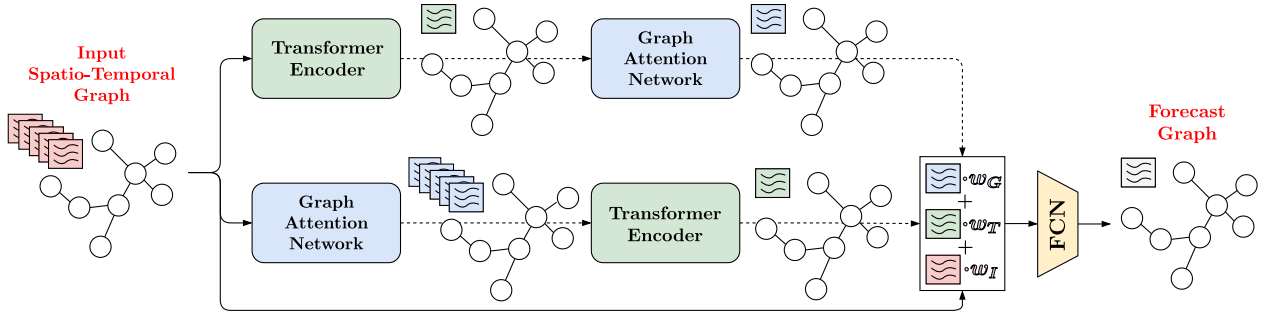 Input
Spatio-Temporal
Graph
Transformer
Encoder
Graph
Attention
Network
Graph
Attention
Network
Transformer
Encoder
·w_G
+
·w_T
+
·w_I
FCN
Forecast
Graph